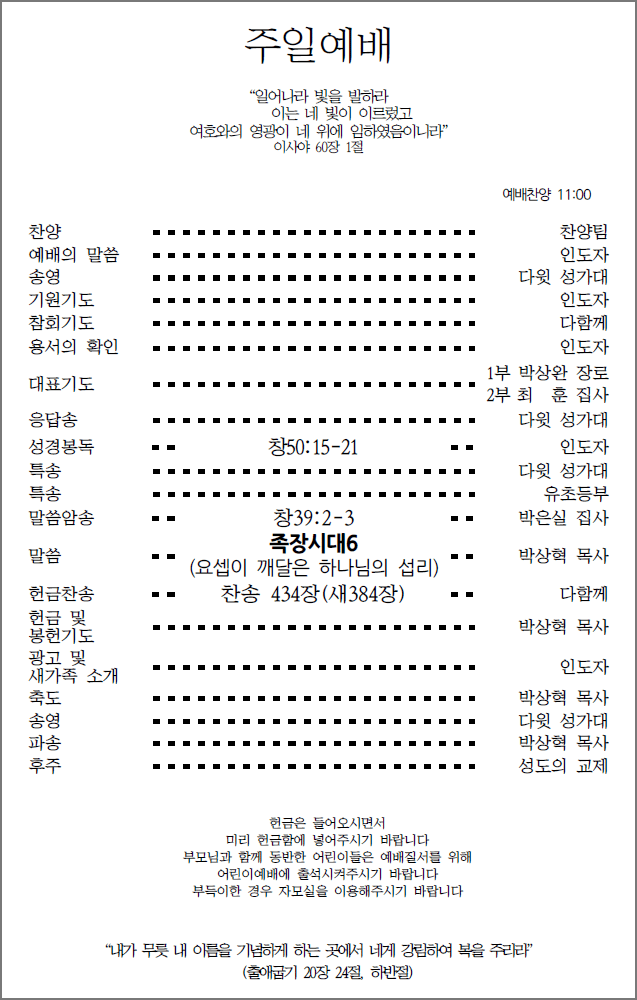 주일예배
“일어나라 빛을 발하라
이는 네 빛이 이르렀고
여호와의 영광이 네 위에 임하였음이니라”
이사야 60장 1절
예배찬양 11:00
찬양 찬양팀
예배의 말씀 인도자
송영 다윗 성가대
기원기도 인도자
참회기도 다함께
용서의 확인 인도자
대표기도 1부 박상완 장로
2부 최 훈 집사
응답송 다윗 성가대
성경봉독 창50:15-21 인도자
특송 다윗 성가대
특송 유초등부
말씀암송 창39:2-3 박은실 집사
말씀 족장시대6 박상혁 목사
(요셉이 깨달은 하나님의 섭리)
헌금찬송 찬송 434장(새384장) 다함께
헌금 및
봉헌기도 박상혁 목사
광고 및
새가족 소개 인도자
축도 박상혁 목사
송영 다윗 성가대
파송 박상혁 목사
후주 성도의 교제
헌금은 들어오시면서
미리 헌금함에 넣어주시기 바랍니다
부모님과 함께 동반한 어린이들은 예배질서를 위해
어린이예배에 출석시켜주시기 바랍니다
부득이한 경우 자모실을 이용해주시기 바랍니다
“내가 무릇 내 이름을 기념하게 하는 곳에서 네게 강림하여 복을 주리라”
(출애굽기 20장 24절, 하반절)